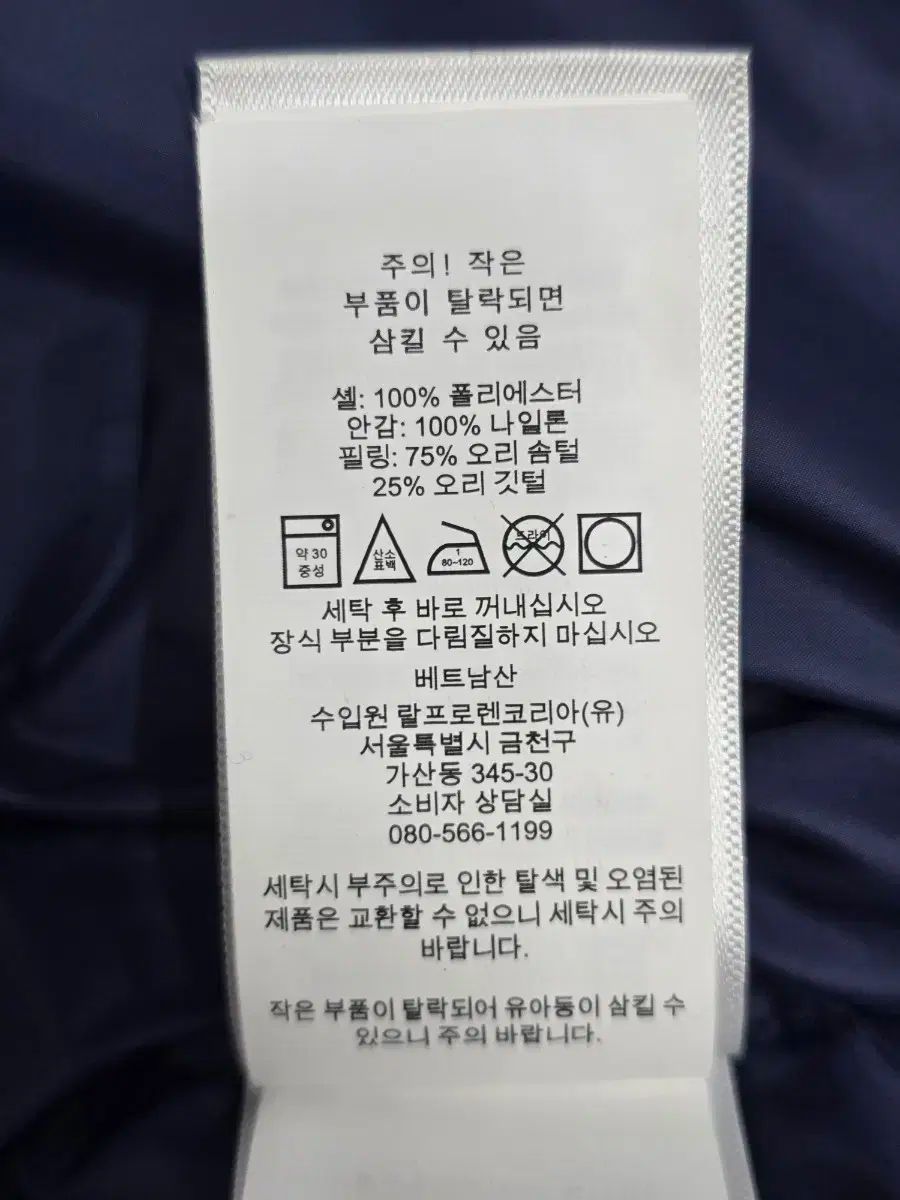 주의! 작은
부품이 탈락되면
삼킬 수 있음
셸: 100% 폴리에스터
안감: 100% 나일론
필링: 75% 오리 솜털
25% 오리 깃털
약 30
중성
산소
표백
1
80~120
드라이
세탁 후 바로 꺼내십시오
장식 부분을 다림질하지 마십시오
베트남산
수입원 랄프로렌코리아(유)
서울특별시 금천구
가산동 345-30
소비자 상담실
080-566-1199
세탁시 부주의로 인한 탈색 및 오염된
제품은 교환할 수 없으니 세탁시 주의
바랍니다.
작은 부품이 탈락되어 유아동이 삼킬 수
있으니 주의 바랍니다.